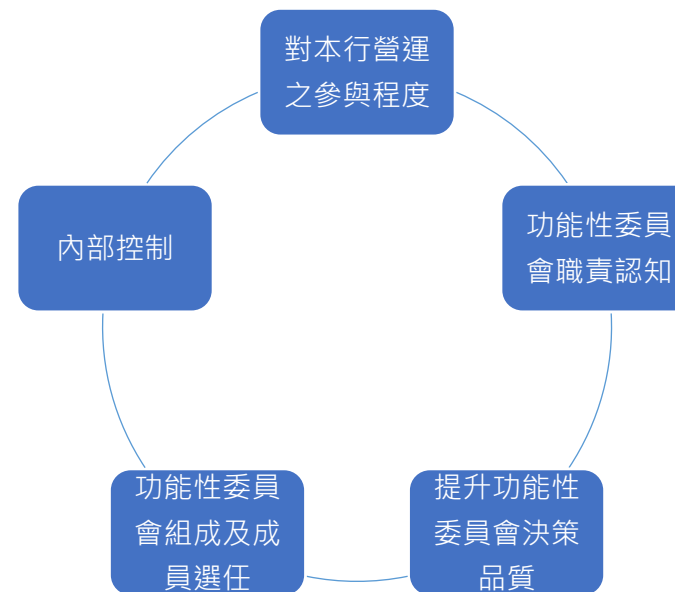 對本行營運
之參與程度
功能性委員
會職責認知
提升功能性
委員會決策
品質
功能性委員
會組成及成
員選任
內部控制